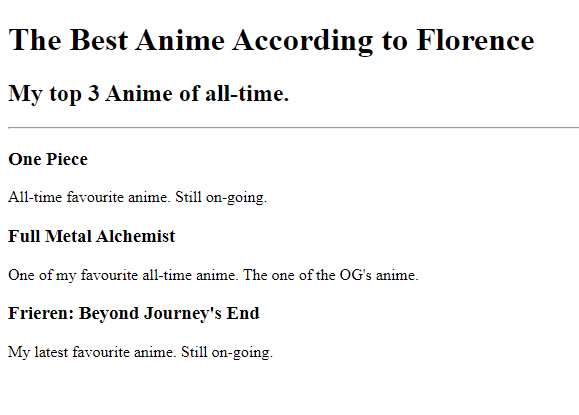 The Best Anime According to Florence
My top 3 Anime of all-time.
One Piece
All-time favourite anime. Still on-going.
Full Metal Alchemist
One of my favourite all-time anime. The one of the OG's anime.
Frieren: Beyond Journey's End
My latest favourite anime. Still on-going.